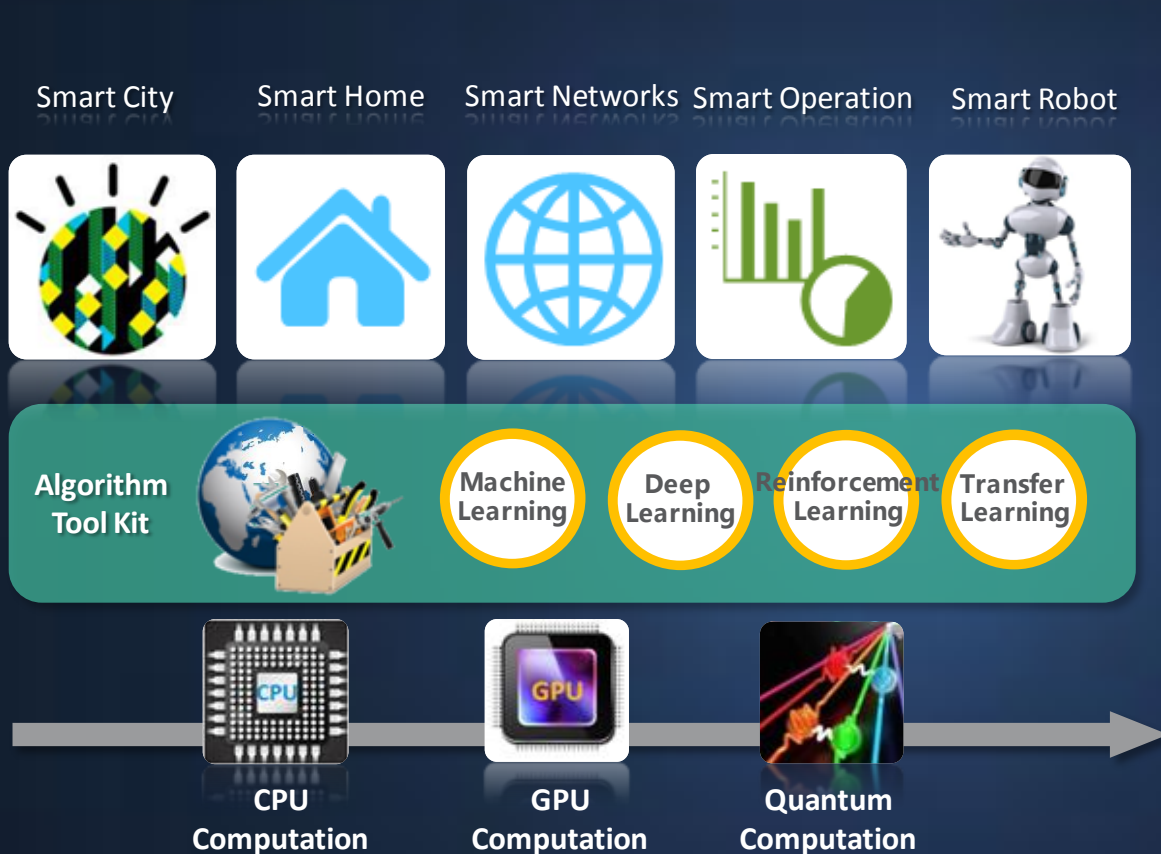 Smart City
Smart Home
Smart Networks
Smart Operation
Smart Robot
Algorithm
Tool Kit
Machine
Learning
Deep
Learning
Reinforcement
Learning
Transfer
Learning
CPU
GPU
CPU
Computation
GPU
Computation
Quantum
Computation